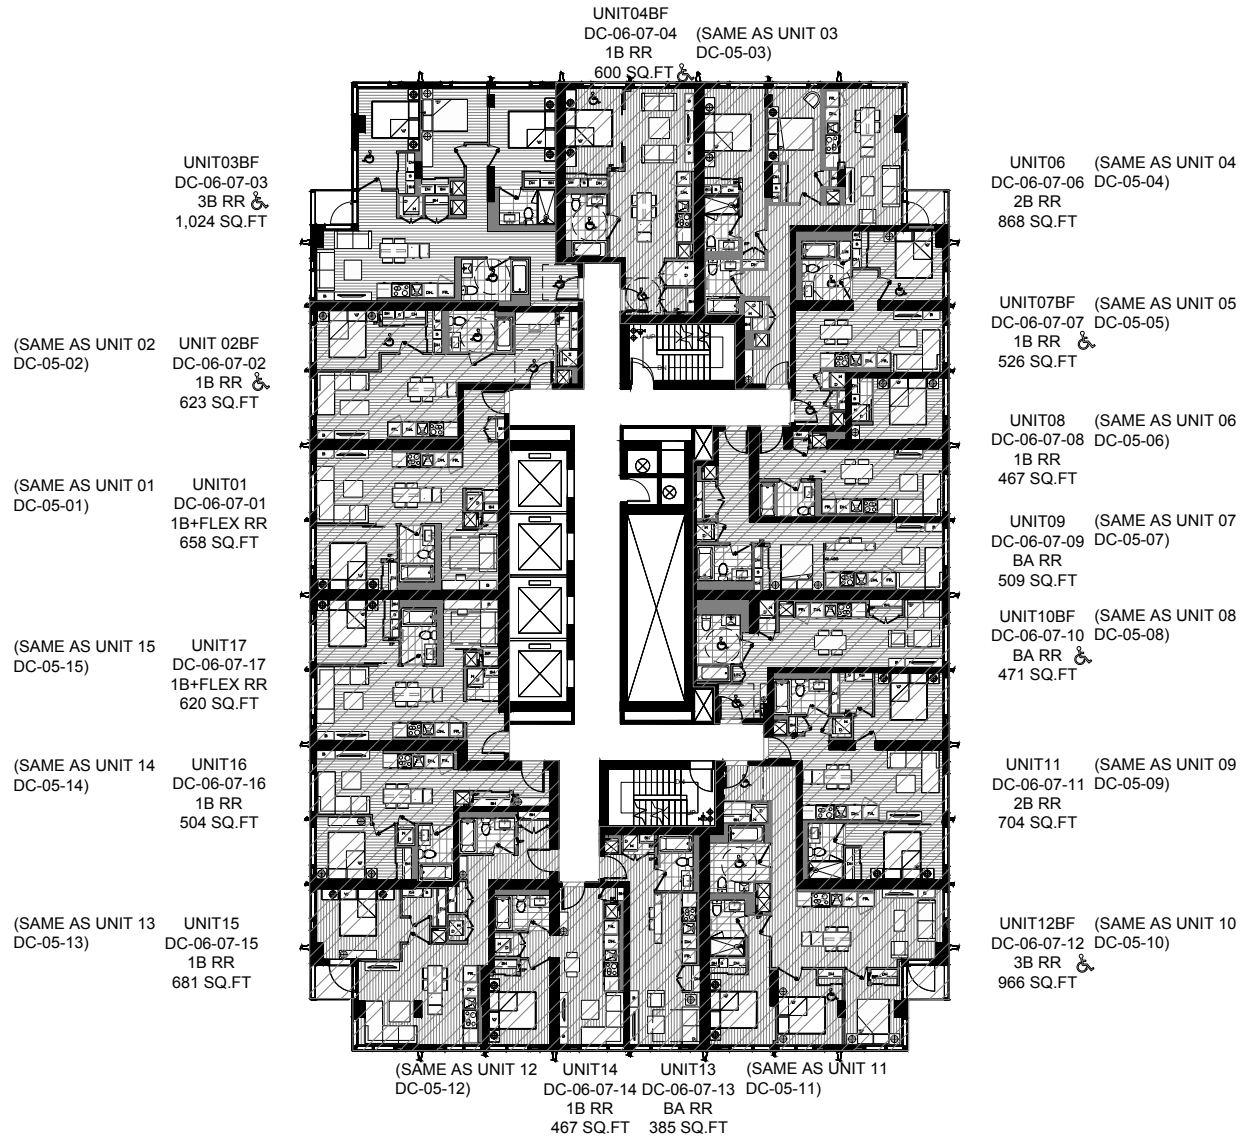 UNIT04BF
DC-06-07-04
1B RR
600 SQ.FT
(SAME AS UNIT 03
DC-05-03)
UNIT03BF
DC-06-07-03
3B RR
1,024 SQ.FT
UNIT06
DC-06-07-06
2B RR
868 SQ.FT
(SAME AS UNIT 04
DC-05-04)
(SAME AS UNIT 02
DC-05-02)
UNIT 02BF
DC-06-07-02
1B RR
623 SQ.FT
UNIT07BF
DC-06-07-07
1B RR
526 SQ.FT
(SAME AS UNIT 05
DC-05-05)
UNIT08
DC-06-07-08
1B RR
467 SQ.FT
(SAME AS UNIT 06
DC-05-06)
(SAME AS UNIT 01
DC-05-01)
UNIT01
DC-06-07-01
1B+FLEX RR
658 SQ.FT
UNIT09
DC-06-07-09
BA RR
509 SQ.FT
(SAME AS UNIT 07
DC-05-07)
UNIT10BF
DC-06-07-10
BA RR
471 SQ.FT
(SAME AS UNIT 08
DC-05-08)
(SAME AS UNIT 15
DC-05-15)
UNIT17
DC-06-07-17
1B+FLEX RR
620 SQ.FT
(SAME AS UNIT 14
DC-05-14)
UNIT16
DC-06-07-16
1B RR
504 SQ.FT
UNIT11
DC-06-07-11
2B RR
704 SQ.FT
(SAME AS UNIT 09
DC-05-09)
(SAME AS UNIT 13
DC-05-13)
UNIT15
DC-06-07-15
1B RR
681 SQ.FT
UNIT12BF
DC-06-07-12
3B RR
966 SQ.FT
(SAME AS UNIT 10
DC-05-10)
(SAME AS UNIT 12
DC-05-12)
UNIT14
DC-06-07-14
1B RR
467 SQ.FT
UNIT13
DC-06-07-13
BA RR
385 SQ.FT
(SAME AS UNIT 11
DC-05-11)